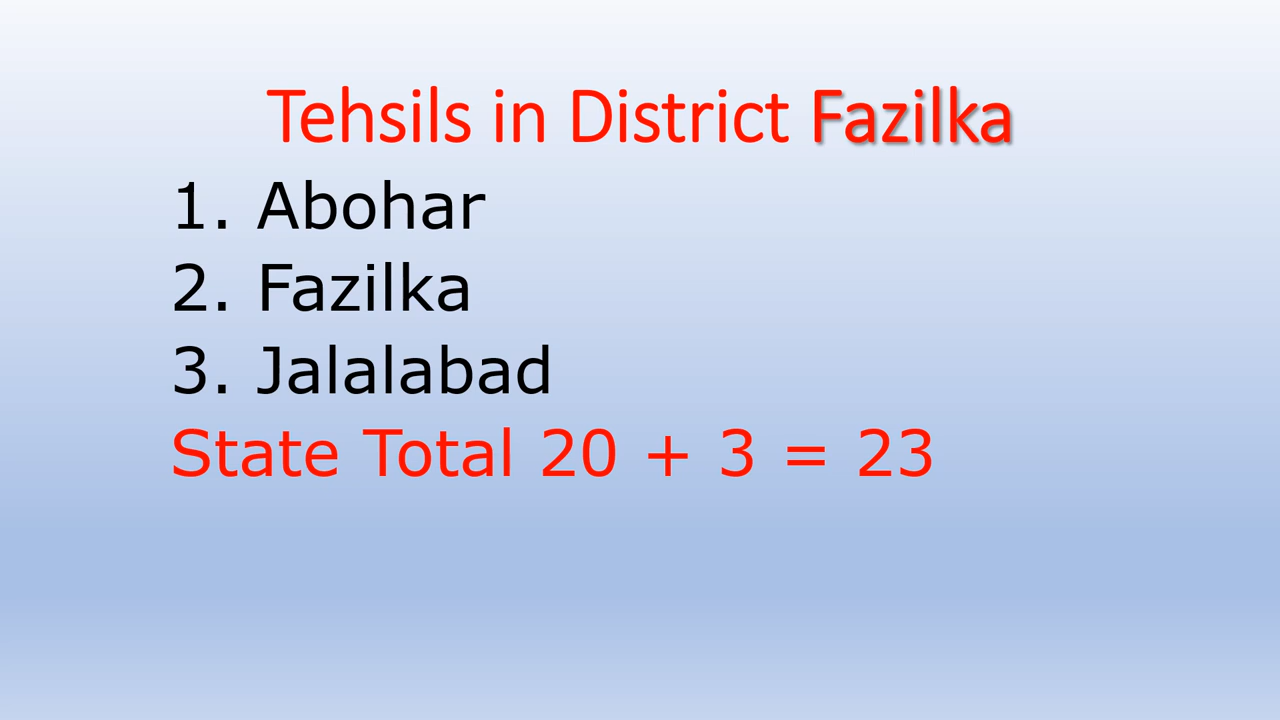 Tehsils in District Fazilka
1. Abohar
2. Fazilka
3. Jalalabad
State Total 20 + 3 = 23